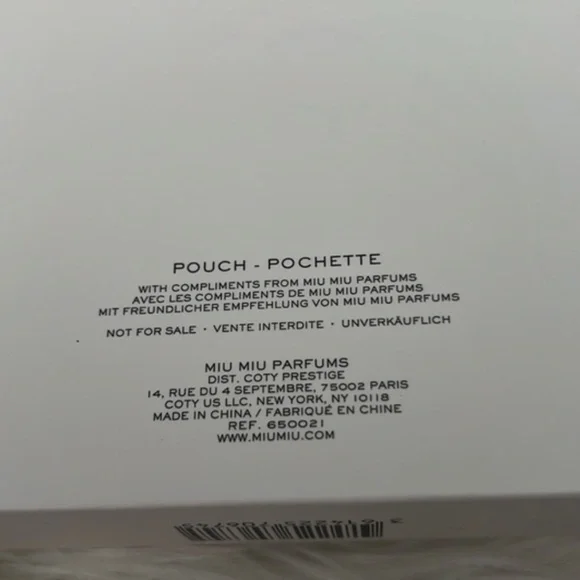 POUCH - POCHETTE
WITH COMPLIMENTS FROM MIU MIU PARFUMS
AVEC LES COMPLIMENTS DE MIU MIU PARFUMS
MIT FREUNDLICHER EMPFEHLUNG VON MIU MIU PARFUMS
NOT FOR SALE · VENTE INTERDITE · UNVERKÄUFLICH
MIU MIU PARFUMS
DIST. COTY PRESTIGE
14, RUE DU 4 SEPTEMBRE, 75002 PARIS
COTY US LLC, NEW YORK, NY 10118
MADE IN CHINA / FABRIQUÉ EN CHINE
REF. 650021
WWW.MIUMIU.COM